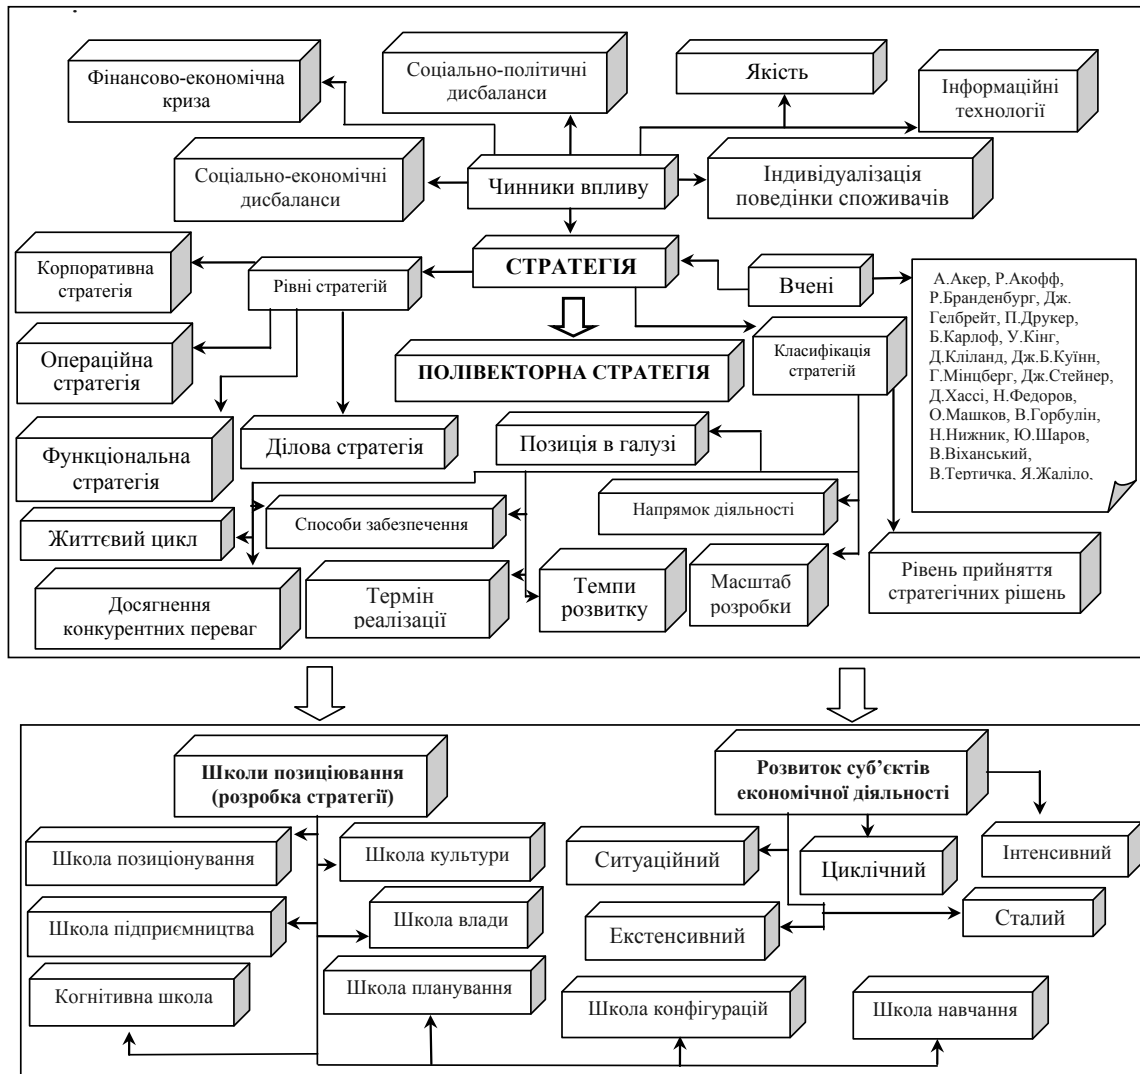 Фінансово-економічна
криза
Соціально-політичні
дисбаланси
Якість
Інформаційні
технології
Соціально-економічні
дисбаланси
Чинники впливу
Індивідуалізація
поведінки споживачів
Корпоративна
стратегія
Рівні стратегій
СТРАТЕГІЯ
Вчені
А.Акер, Р.Акофф,
Р.Бранденбург, Дж.
Гелбрейт, П.Друкер,
Б.Карлоф, У.Кінг,
Д.Кліланд, Дж.Б.Куїнн,
Г.Мінцберг, Дж.Стейнер,
Д.Хассі, Н.Федоров,
О.Машков, В.Горбулін,
Н.Нижник, Ю.Шаров,
В.Віханський,
В.Тертичка, Я.Жаліло,
Операційна
стратегія
ПОЛІВЕКТОРНА СТРАТЕГІЯ
Класифікація
стратегій
Функціональна
стратегія
Ділова стратегія
Позиція в галузі
Життєвий цикл
Способи забезпечення
Напрямок діяльності
Досягнення
конкурентних переваг
Термін
реалізації
Темпи
розвитку
Масштаб
розробки
Рівень прийняття
стратегічних рішень
Школи позиціювання
(розробка стратегії)
Розвиток суб’єктів
економічної діяльності
Школа позиціонування
Школа культури
Ситуаційний
Циклічний
Інтенсивний
Школа підприємництва
Школа влади
Екстенсивний
Сталий
Когнітивна школа
Школа планування
Школа конфігурацій
Школа навчання